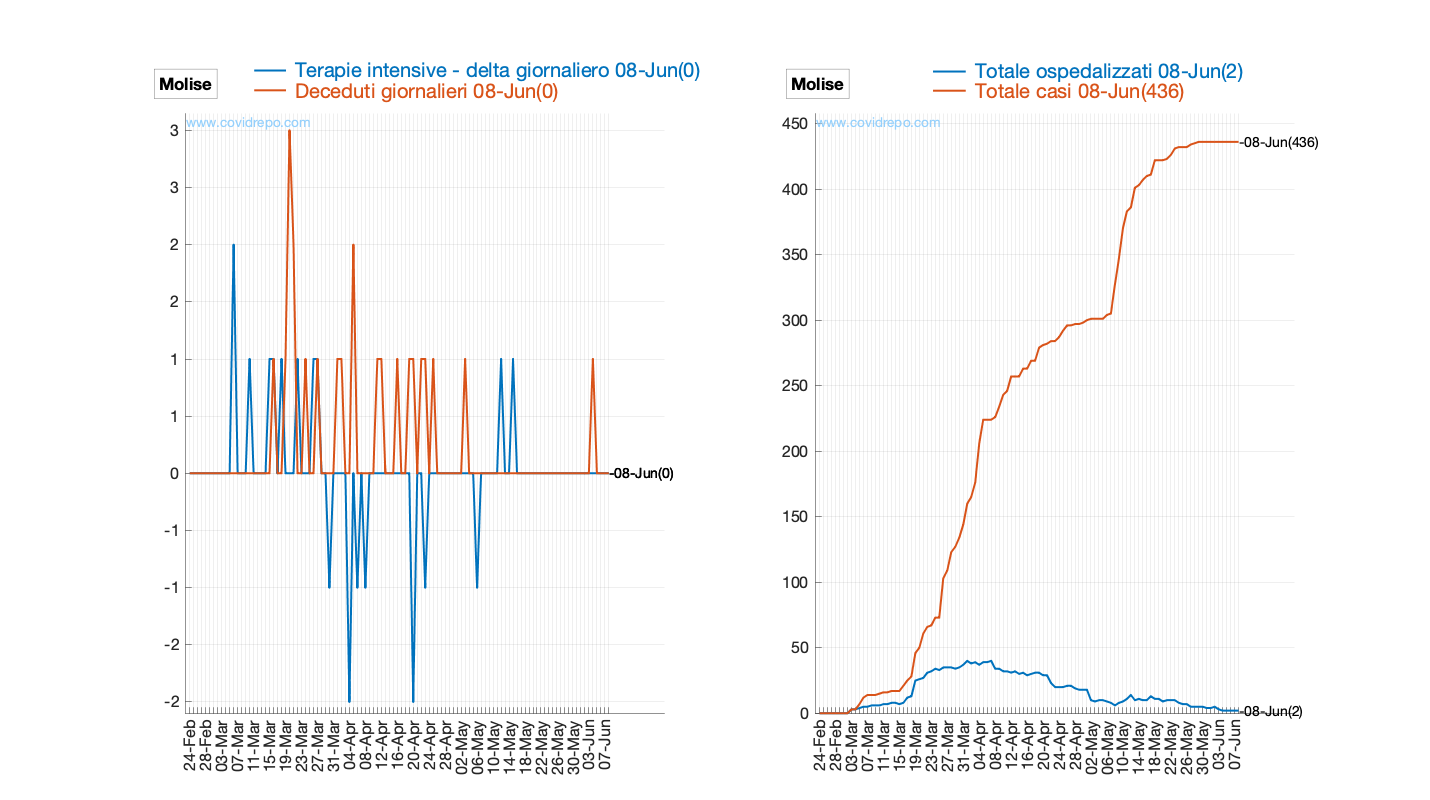 Molise
Terapie intensive - delta giornaliero 08-Jun(0)
Deceduti giornalieri 08-Jun(0)
www.covidrepo.com
3
3
2
2
1
1
0
-1
-1
-2
-2
-08-Jun(0)
24-Feb
28-Feb
03-Mar
07-Mar
11-Mar
15-Mar
19-Mar
23-Mar
27-Mar
31-Mar
04-Apr
08-Apr
12-Apr
16-Apr
20-Apr
24-Apr
28-Apr
02-May
06-May
10-May
14-May
18-May
22-May
26-May
30-May
03-Jun
07-Jun
Molise
Totale ospedalizzati 08-Jun(2)
Totale casi 08-Jun(436)
www.covidrepo.com
450
400
350
300
250
200
150
100
50
0
-08-Jun(436)
-08-Jun(2)
24-Feb
28-Feb
03-Mar
07-Mar
11-Mar
15-Mar
19-Mar
23-Mar
27-Mar
31-Mar
04-Apr
08-Apr
12-Apr
16-Apr
20-Apr
24-Apr
28-Apr
02-May
06-May
10-May
14-May
18-May
22-May
26-May
30-May
03-Jun
07-Jun